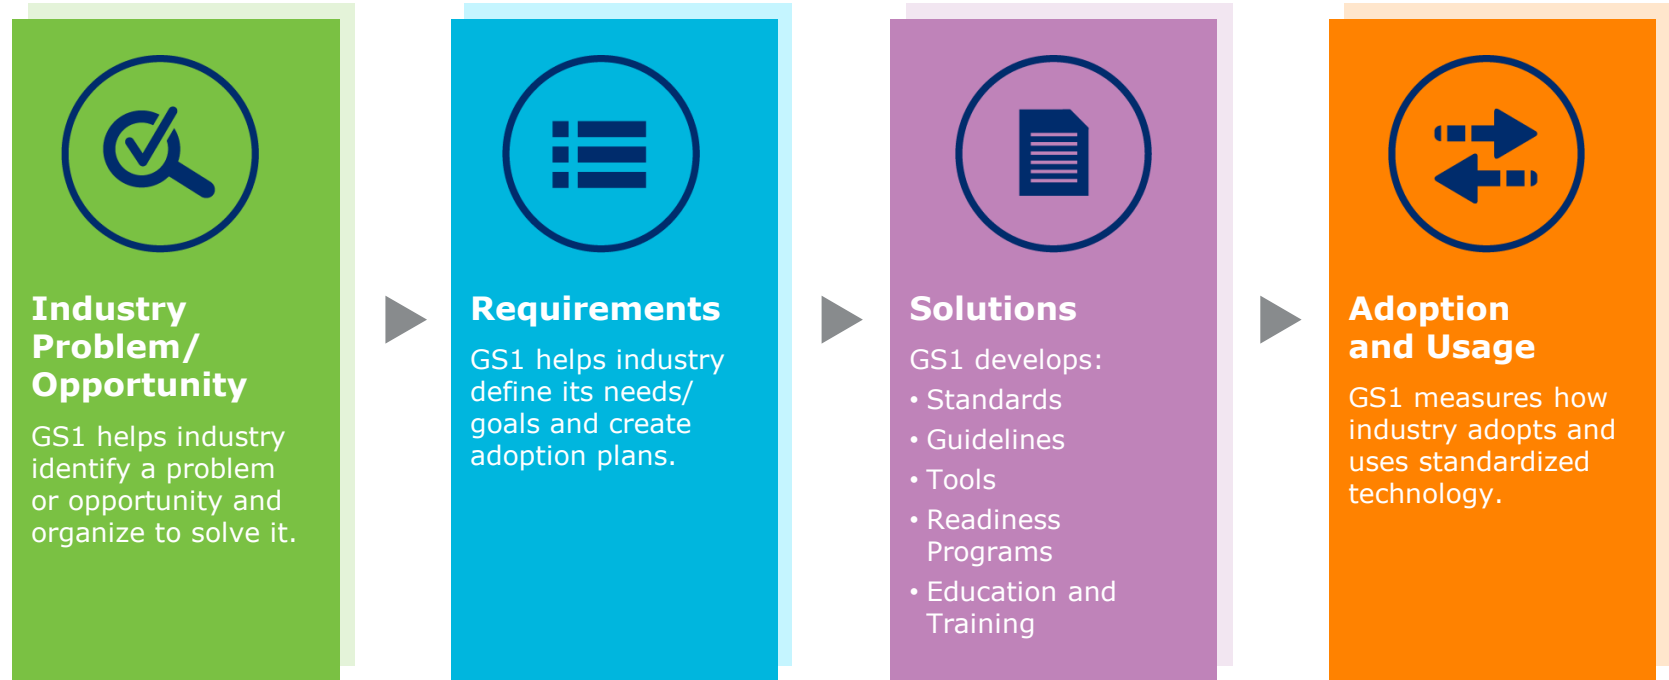 Industry
Problem/
Opportunity
GS1 helps industry
identify a problem
or opportunity and
organize to solve it.
Requirements
GS1 helps industry
define its needs/
goals and create
adoption plans.
Solutions
GS1 develops:
• Standards
• Guidelines
• Tools
• Readiness
Programs
• Education and
Training
Adoption
and Usage
GS1 measures how
industry adopts and
uses standardized
technology.